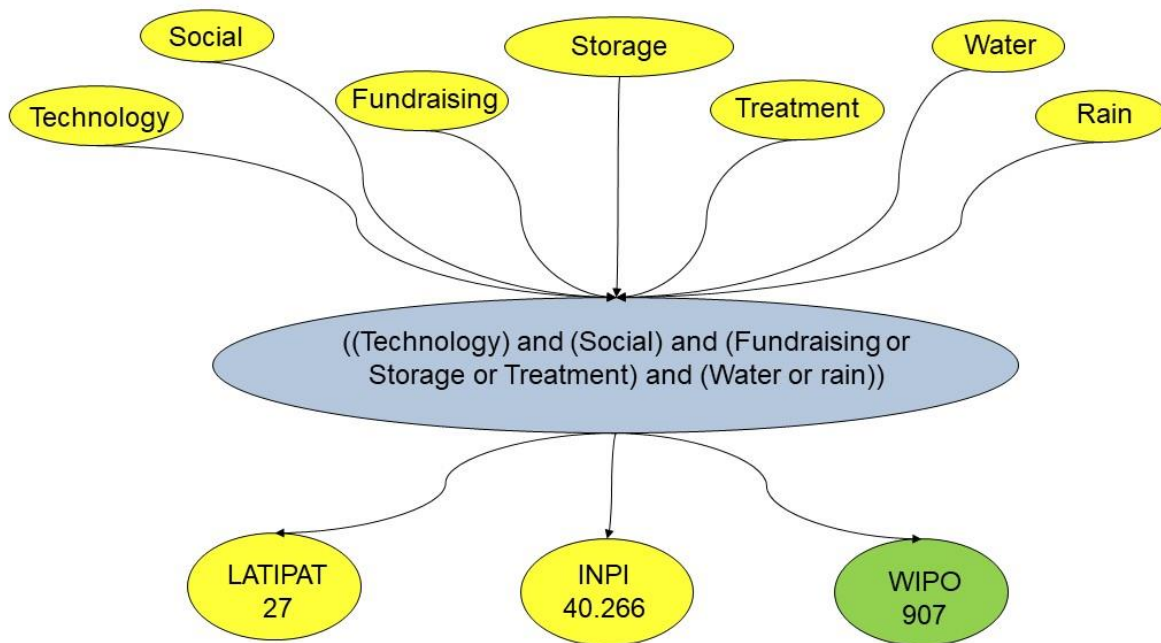 Social
Storage
Water
Technology
Fundraising
Treatment
Rain
((Technology) and (Social) and (Fundraising or
Storage or Treatment) and (Water or rain))
LATIPAT
27
INPI
40.266
WIPO
907